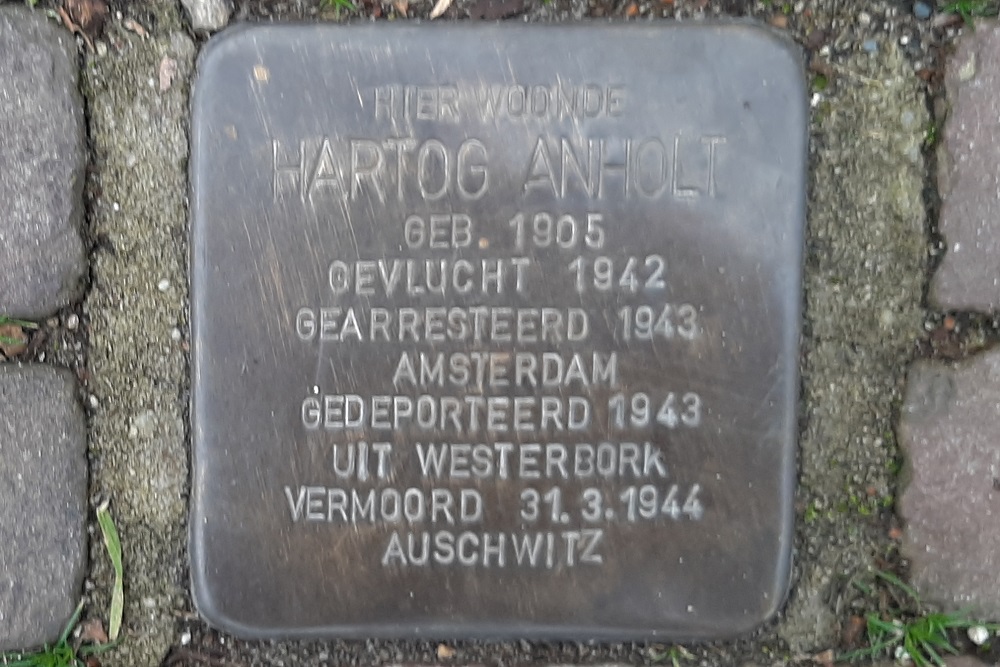 HIER WOONDE
HARTOG ANHOLT
GEB. 1905
GEVLUCHT 1942
GEARRESTEERD 1943
AMSTERDAM
GEDEPORTEERD 1943
UIT WESTERBORK
VERMOORD 31.3.1944
AUSCHWITZ